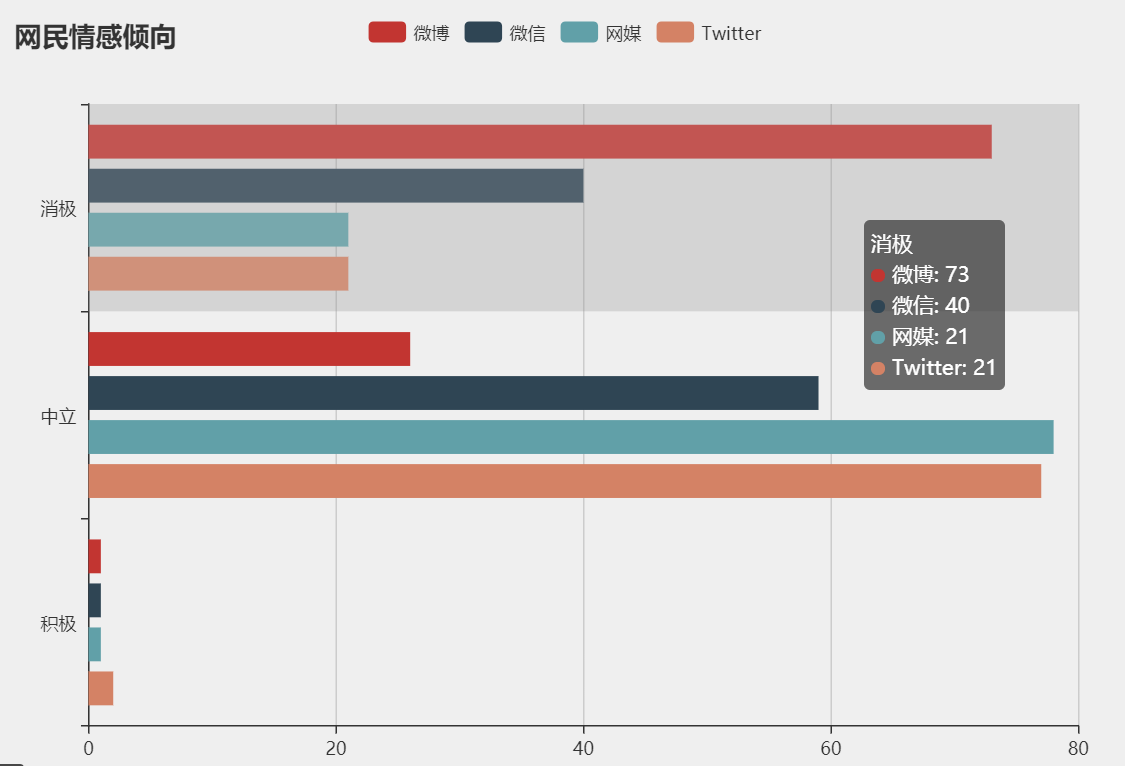 网民情感倾向
微博 微信 网媒 Twitter
消极
中立
积极
消极
微博: 73
微信: 40
网媒: 21
Twitter: 21
0 20 40 60 80